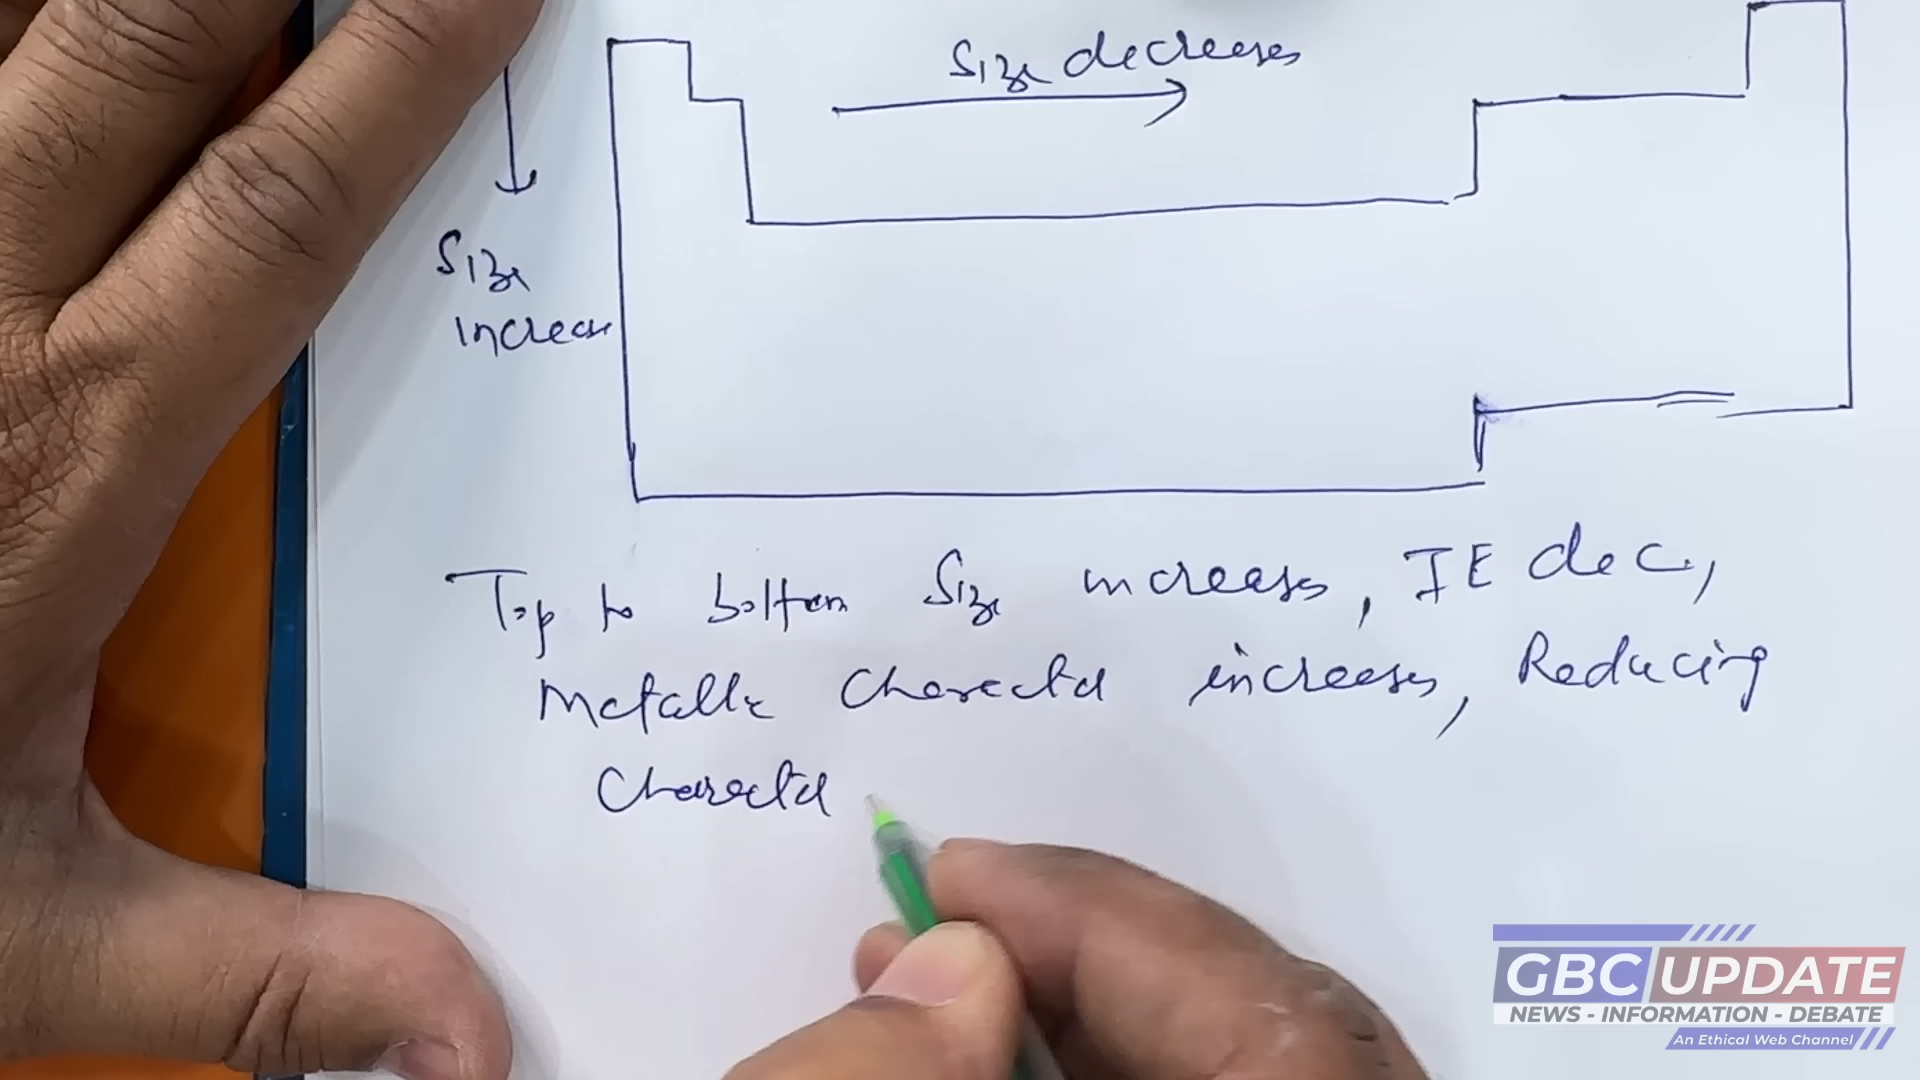 Size decreases
Size
increase
Top to bottom Size increases, IE dec,
Metallic Character increases, Reducing
Character
GBC UPDATE
NEWS - INFORMATION - DEBATE
An Ethical Web Channel